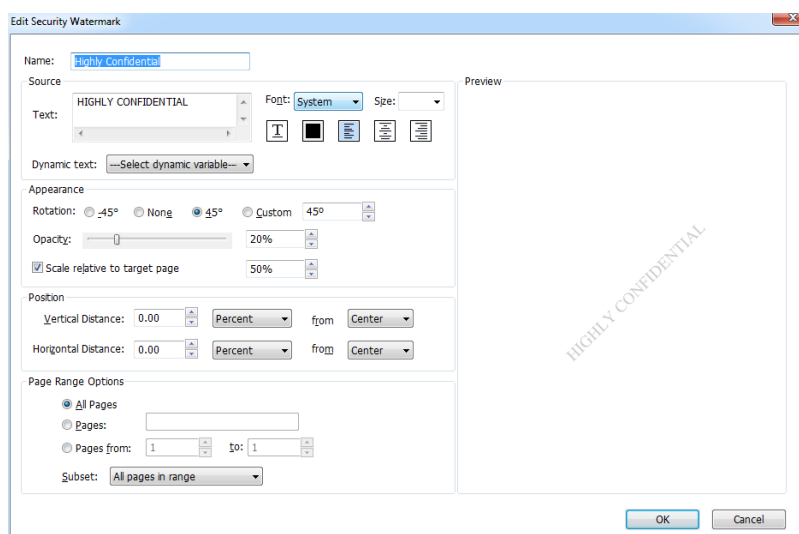 Edit Security Watermark
Name: Highly Confidential
Source
Text: HIGHLY CONFIDENTIAL
Font: System Size:
Dynamic text: ---Select dynamic variable---
Appearance
Rotation: -45° None 45° Custom 45º
Opacity: 20%
Scale relative to target page 50%
Position
Vertical Distance: 0.00 Percent from Center
Horizontal Distance: 0.00 Percent from Center
Page Range Options
All Pages
Pages:
Pages from: 1 to: 1
Subset: All pages in range
Preview
HIGHLY CONFIDENTIAL
OK Cancel